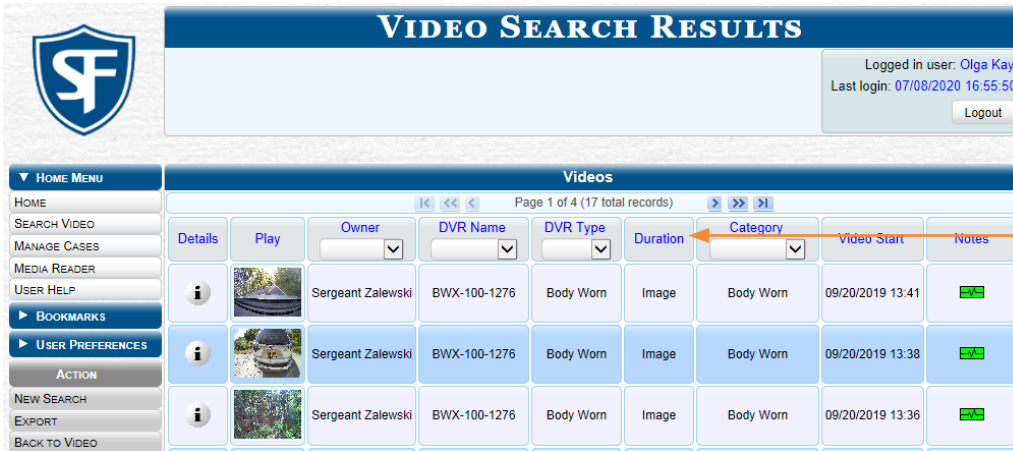 VIDEO SEARCH RESULTS
SF
Logged in user: Olga Kay
Last login: 07/08/2020 16:55:50
Logout
▼ HOME MENU
HOME
SEARCH VIDEO
MANAGE CASES
MEDIA READER
USER HELP
► BOOKMARKS
► USER PREFERENCES
ACTION
NEW SEARCH
EXPORT
BACK TO VIDEO
Videos
Page 1 of 4 (17 total records)
Details Play Owner DVR Name DVR Type Duration Category Video Start Notes
i Sergeant Zalewski BWX-100-1276 Body Worn Image Body Worn 09/20/2019 13:41
i Sergeant Zalewski BWX-100-1276 Body Worn Image Body Worn 09/20/2019 13:38
i Sergeant Zalewski BWX-100-1276 Body Worn Image Body Worn 09/20/2019 13:36